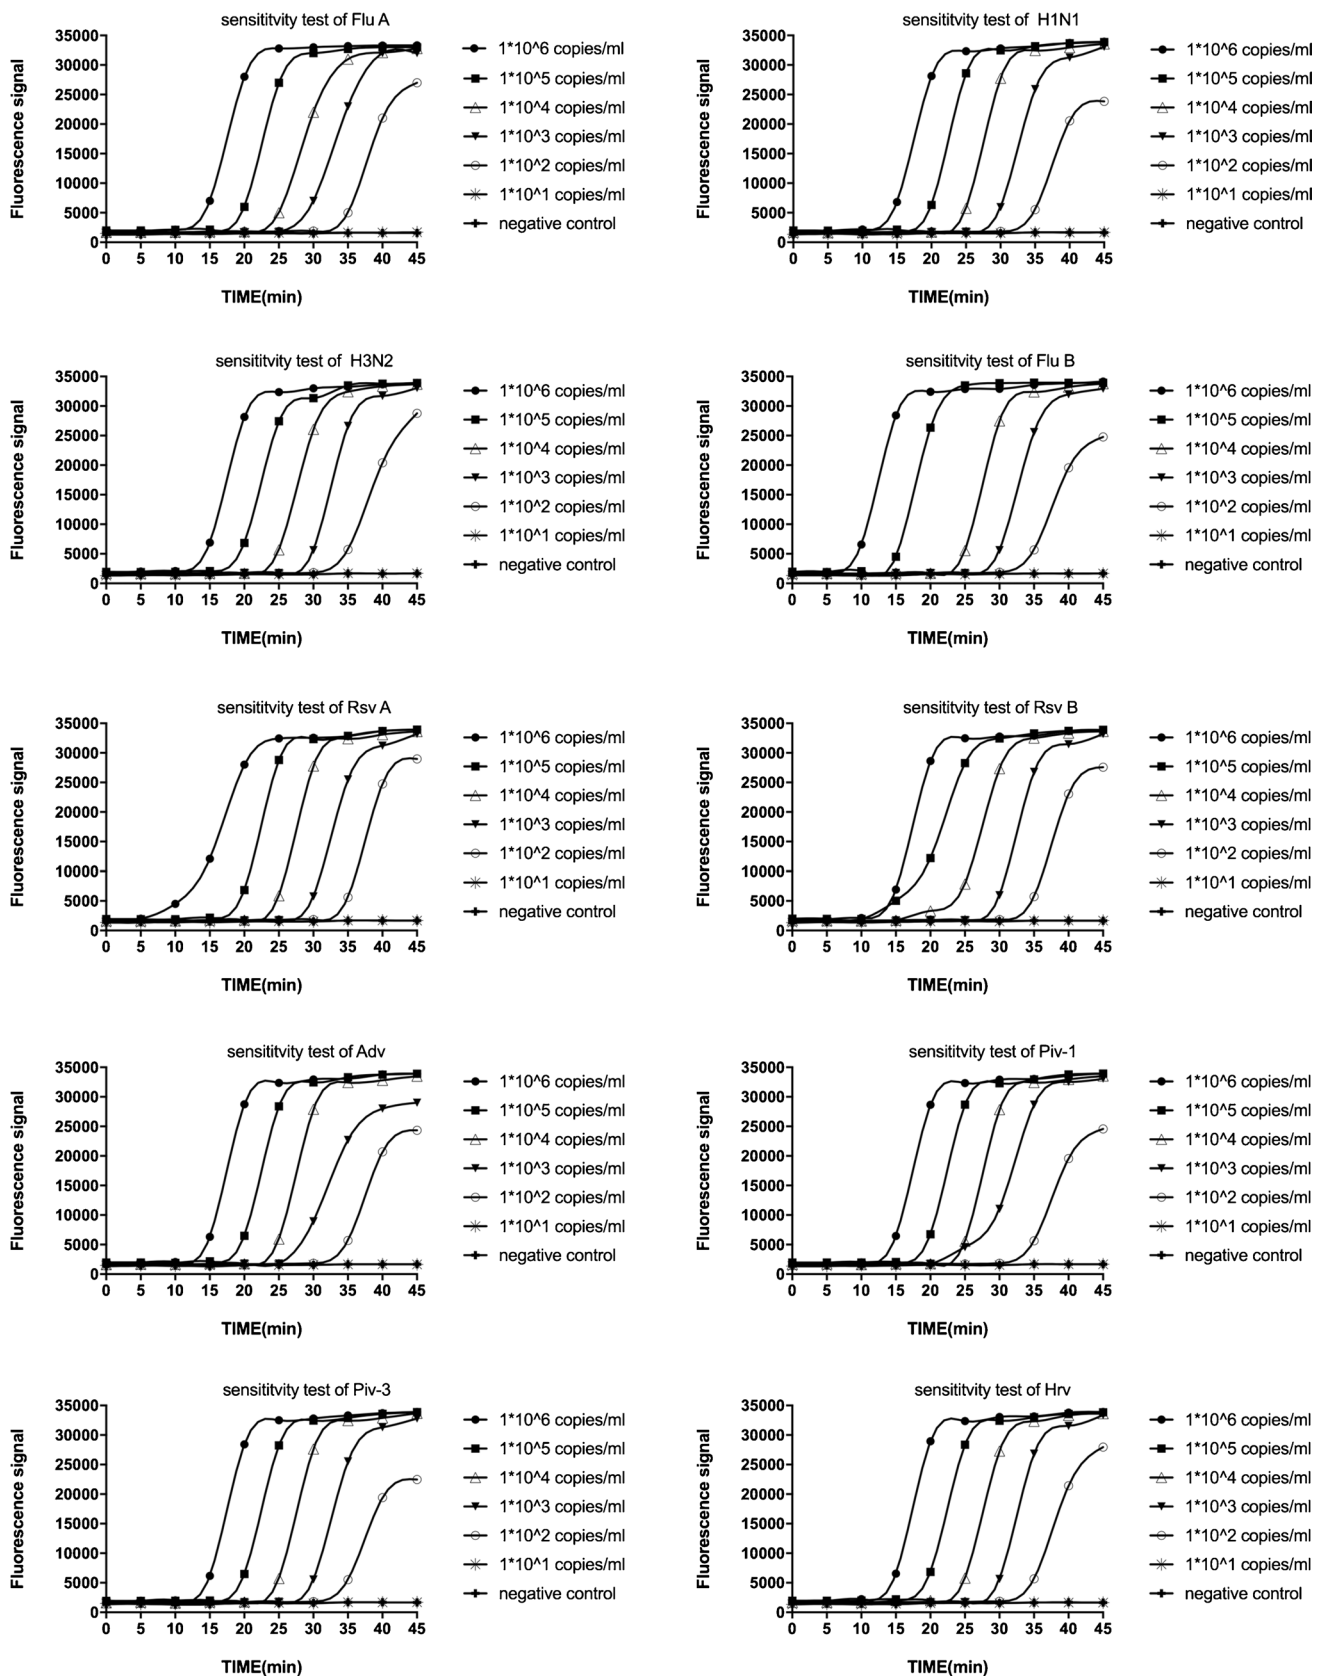 sensititvity test of Flu A
Fluorescence signal
35000
30000
25000
20000
15000
10000
5000
0
0 5 10 15 20 25 30 35 40 45
TIME(min)
1*10^6 copies/ml
1*10^5 copies/ml
1*10^4 copies/ml
1*10^3 copies/ml
1*10^2 copies/ml
1*10^1 copies/ml
negative control
sensititvity test of H1N1
Fluorescence signal
35000
30000
25000
20000
15000
10000
5000
0
0 5 10 15 20 25 30 35 40 45
TIME(min)
1*10^6 copies/ml
1*10^5 copies/ml
1*10^4 copies/ml
1*10^3 copies/ml
1*10^2 copies/ml
1*10^1 copies/ml
negative control
sensititvity test of H3N2
Fluorescence signal
35000
30000
25000
20000
15000
10000
5000
0
0 5 10 15 20 25 30 35 40 45
TIME(min)
1*10^6 copies/ml
1*10^5 copies/ml
1*10^4 copies/ml
1*10^3 copies/ml
1*10^2 copies/ml
1*10^1 copies/ml
negative control
sensititvity test of Flu B
Fluorescence signal
35000
30000
25000
20000
15000
10000
5000
0
0 5 10 15 20 25 30 35 40 45
TIME(min)
1*10^6 copies/ml
1*10^5 copies/ml
1*10^4 copies/ml
1*10^3 copies/ml
1*10^2 copies/ml
1*10^1 copies/ml
negative control
sensititvity test of Rsv A
Fluorescence signal
35000
30000
25000
20000
15000
10000
5000
0
0 5 10 15 20 25 30 35 40 45
TIME(min)
1*10^6 copies/ml
1*10^5 copies/ml
1*10^4 copies/ml
1*10^3 copies/ml
1*10^2 copies/ml
1*10^1 copies/ml
negative control
sensititvity test of Rsv B
Fluorescence signal
35000
30000
25000
20000
15000
10000
5000
0
0 5 10 15 20 25 30 35 40 45
TIME(min)
1*10^6 copies/ml
1*10^5 copies/ml
1*10^4 copies/ml
1*10^3 copies/ml
1*10^2 copies/ml
1*10^1 copies/ml
negative control
sensititvity test of Adv
Fluorescence signal
35000
30000
25000
20000
15000
10000
5000
0
0 5 10 15 20 25 30 35 40 45
TIME(min)
1*10^6 copies/ml
1*10^5 copies/ml
1*10^4 copies/ml
1*10^3 copies/ml
1*10^2 copies/ml
1*10^1 copies/ml
negative control
sensititvity test of Piv-1
Fluorescence signal
35000
30000
25000
20000
15000
10000
5000
0
0 5 10 15 20 25 30 35 40 45
TIME(min)
1*10^6 copies/ml
1*10^5 copies/ml
1*10^4 copies/ml
1*10^3 copies/ml
1*10^2 copies/ml
1*10^1 copies/ml
negative control
sensititvity test of Piv-3
Fluorescence signal
35000
30000
25000
20000
15000
10000
5000
0
0 5 10 15 20 25 30 35 40 45
TIME(min)
1*10^6 copies/ml
1*10^5 copies/ml
1*10^4 copies/ml
1*10^3 copies/ml
1*10^2 copies/ml
1*10^1 copies/ml
negative control
sensititvity test of Hrv
Fluorescence signal
35000
30000
25000
20000
15000
10000
5000
0
0 5 10 15 20 25 30 35 40 45
TIME(min)
1*10^6 copies/ml
1*10^5 copies/ml
1*10^4 copies/ml
1*10^3 copies/ml
1*10^2 copies/ml
1*10^1 copies/ml
negative control